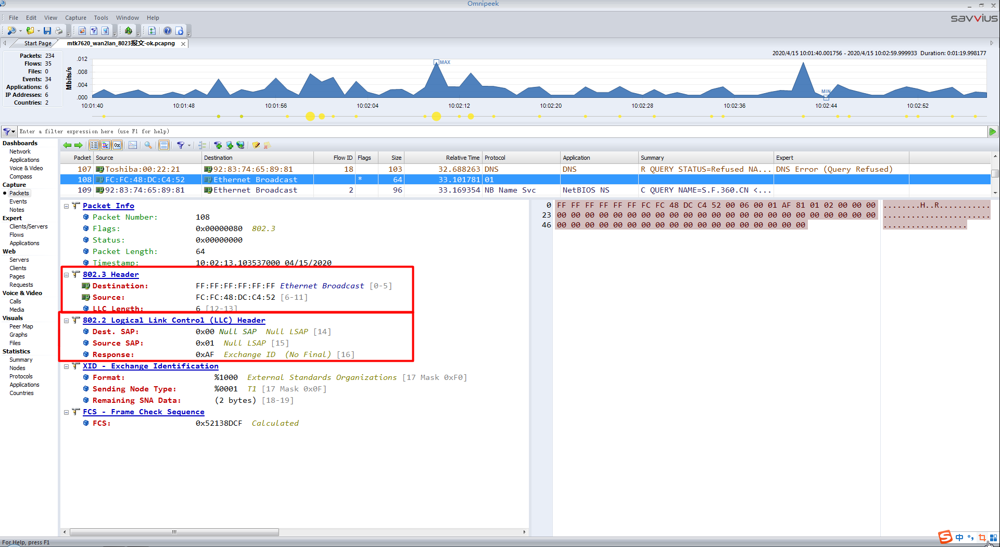 Omnipeek
File Edit View Capture Tools Window Help
savvius
Start Page mtk7620_wan2lan_8023报文-ok.pcapng
Packets: 234
Flows: 35
Files: 0
Events: 34
Applications: 6
IP Addresses: 6
Countries: 2
2020/4/15 10:01:40.001756 - 2020/4/15 10:02:59.999933 Duration: 0:01:19.998177
Mbits/s
.012
.008
.004
.000
MAX
MIN
10:01:40 10:01:48 10:01:56 10:02:04 10:02:12 10:02:20 10:02:28 10:02:36 10:02:44 10:02:52
Enter a filter expression here (use F1 for help)
Dashboards
Network
Applications
Voice & Video
Compass
Capture
Packets
Events
Notes
Expert
Clients/Servers
Flows
Applications
Web
Servers
Clients
Pages
Requests
Voice & Video
Calls
Media
Visuals
Peer Map
Graphs
Files
Statistics
Summary
Nodes
Protocols
Applications
Countries
Packet Source Destination Flow ID Flags Size Relative Time Protocol Application Summary Expert
107 Toshiba:00:22:21 92:83:74:65:89:81 18 103 32.688263 DNS DNS R QUERY STATUS=Refused NA... DNS Error (Query Refused)
108 FC:FC:48:DC:C4:52 Ethernet Broadcast * 64 33.101781 01
109 92:83:74:65:89:81 Ethernet Broadcast 2 96 33.169354 NB Name Svc NetBIOS NS C QUERY NAME=S.F.360.CN <...
Packet Info
Packet Number: 108
Flags: 0x00000080 802.3
Status: 0x00000000
Packet Length: 64
Timestamp: 10:02:13.103537000 04/15/2020
802.3 Header
Destination: FF:FF:FF:FF:FF:FF Ethernet Broadcast [0-5]
Source: FC:FC:48:DC:C4:52 [6-11]
LLC Length: 6 [12-13]
802.2 Logical Link Control (LLC) Header
Dest. SAP: 0x00 Null SAP Null LSAP [14]
Source SAP: 0x01 Null LSAP [15]
Response: 0xAF Exchange ID (No Final) [16]
XID - Exchange Identification
Format: %1000 External Standards Organizations [17 Mask 0xF0]
Sending Node Type: %0001 T1 [17 Mask 0x0F]
Remaining SNA Data: (2 bytes) [18-19]
FCS - Frame Check Sequence
FCS: 0x52138DCF Calculated
0 FF FF FF FF FF FF FC FC 48 DC C4 52 00 06 00 01 AF 81 01 02 00 00 00 ........H..R...........
23 00 00 00 00 00 00 00 00 00 00 00 00 00 00 00 00 00 00 00 00 00 00 00 .......................
46 00 00 00 00 00 00 00 00 00 00 00 00 00 00 00 00 00 00 ..................
For Help, press F1
S 中